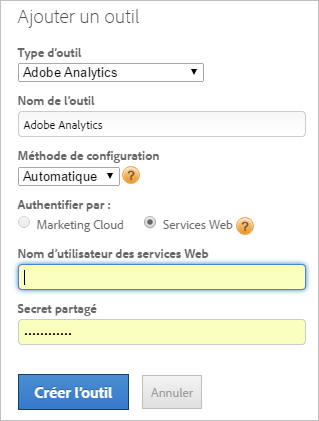 Ajouter un outil
Type d'outil
Adobe Analytics
Nom de l'outil
Adobe Analytics
Méthode de configuration
Automatique
?
Authentifier par :
Marketing Cloud
Services Web
?
Nom d'utilisateur des services Web
Secret partagé
••••••••••••
Créer l'outil
Annuler